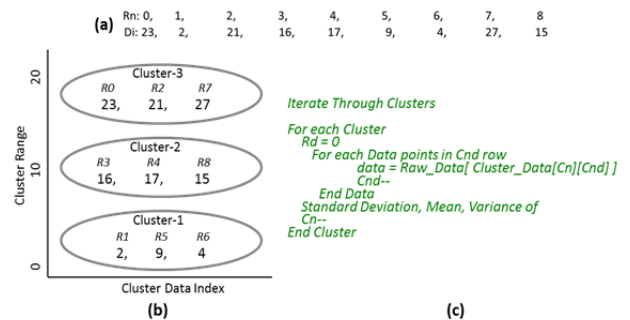 (a) Rn: 0, 1, 2, 3, 4, 5, 6, 7, 8
Di: 23, 2, 21, 16, 17, 9, 4, 27, 15
Cluster Range
20
10
0
Cluster-3
R0 R2 R7
23, 21, 27
Cluster-2
R3 R4 R8
16, 17, 15
Cluster-1
R1 R5 R6
2, 9, 4
Cluster Data Index
(b)
Iterate Through Clusters
For each Cluster
Rd = 0
For each Data points in Cnd row
data = Raw_Data[ Cluster_Data[Cn][Cnd] ]
Cnd--
End Data
Standard Deviation, Mean, Variance of
Cn--
End Cluster
(c)